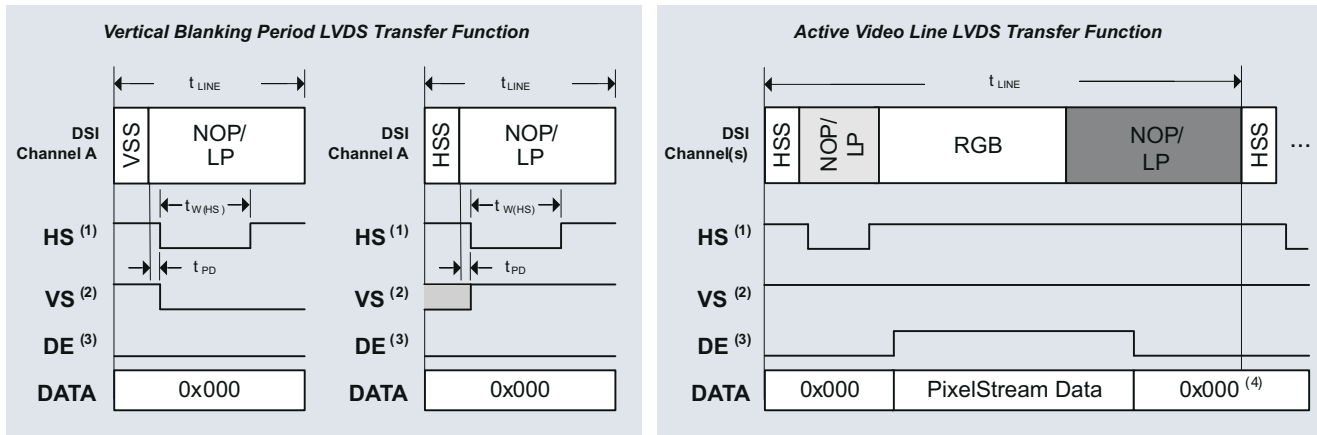 Vertical Blanking Period LVDS Transfer Function
t LINE
t LINE
DSI
Channel A
VSS
NOP/
LP
DSI
Channel A
HSS
NOP/
LP
t W(HS)
t W(HS)
HS (1)
HS (1)
t PD
t PD
VS (2)
VS (2)
DE (3)
DE (3)
DATA
0x000
DATA
0x000
Active Video Line LVDS Transfer Function
t LINE
DSI
Channel(s)
HSS
NOP/
LP
RGB
NOP/
LP
HSS
...
HS (1)
VS (2)
DE (3)
DATA
0x000
PixelStream Data
0x000 (4)